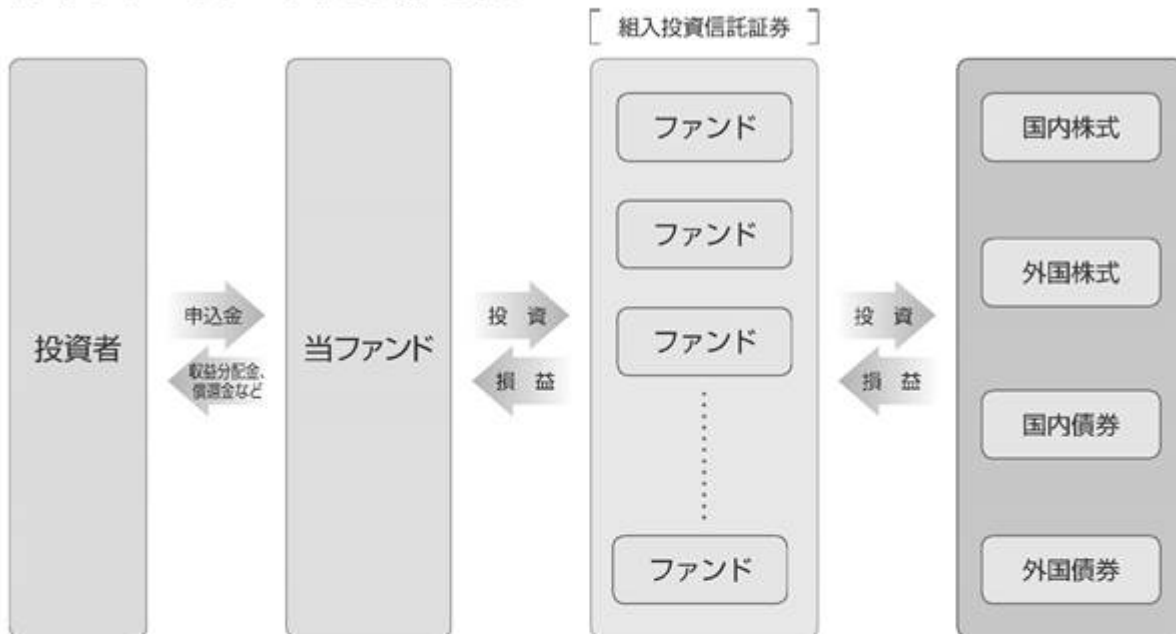 [組入投資信託証券]
投資者
申込金
収益分配金、
償還金など
当ファンド
投 資
損 益
ファンド
ファンド
ファンド
ファンド
投 資
損 益
国内株式
外国株式
国内債券
外国債券